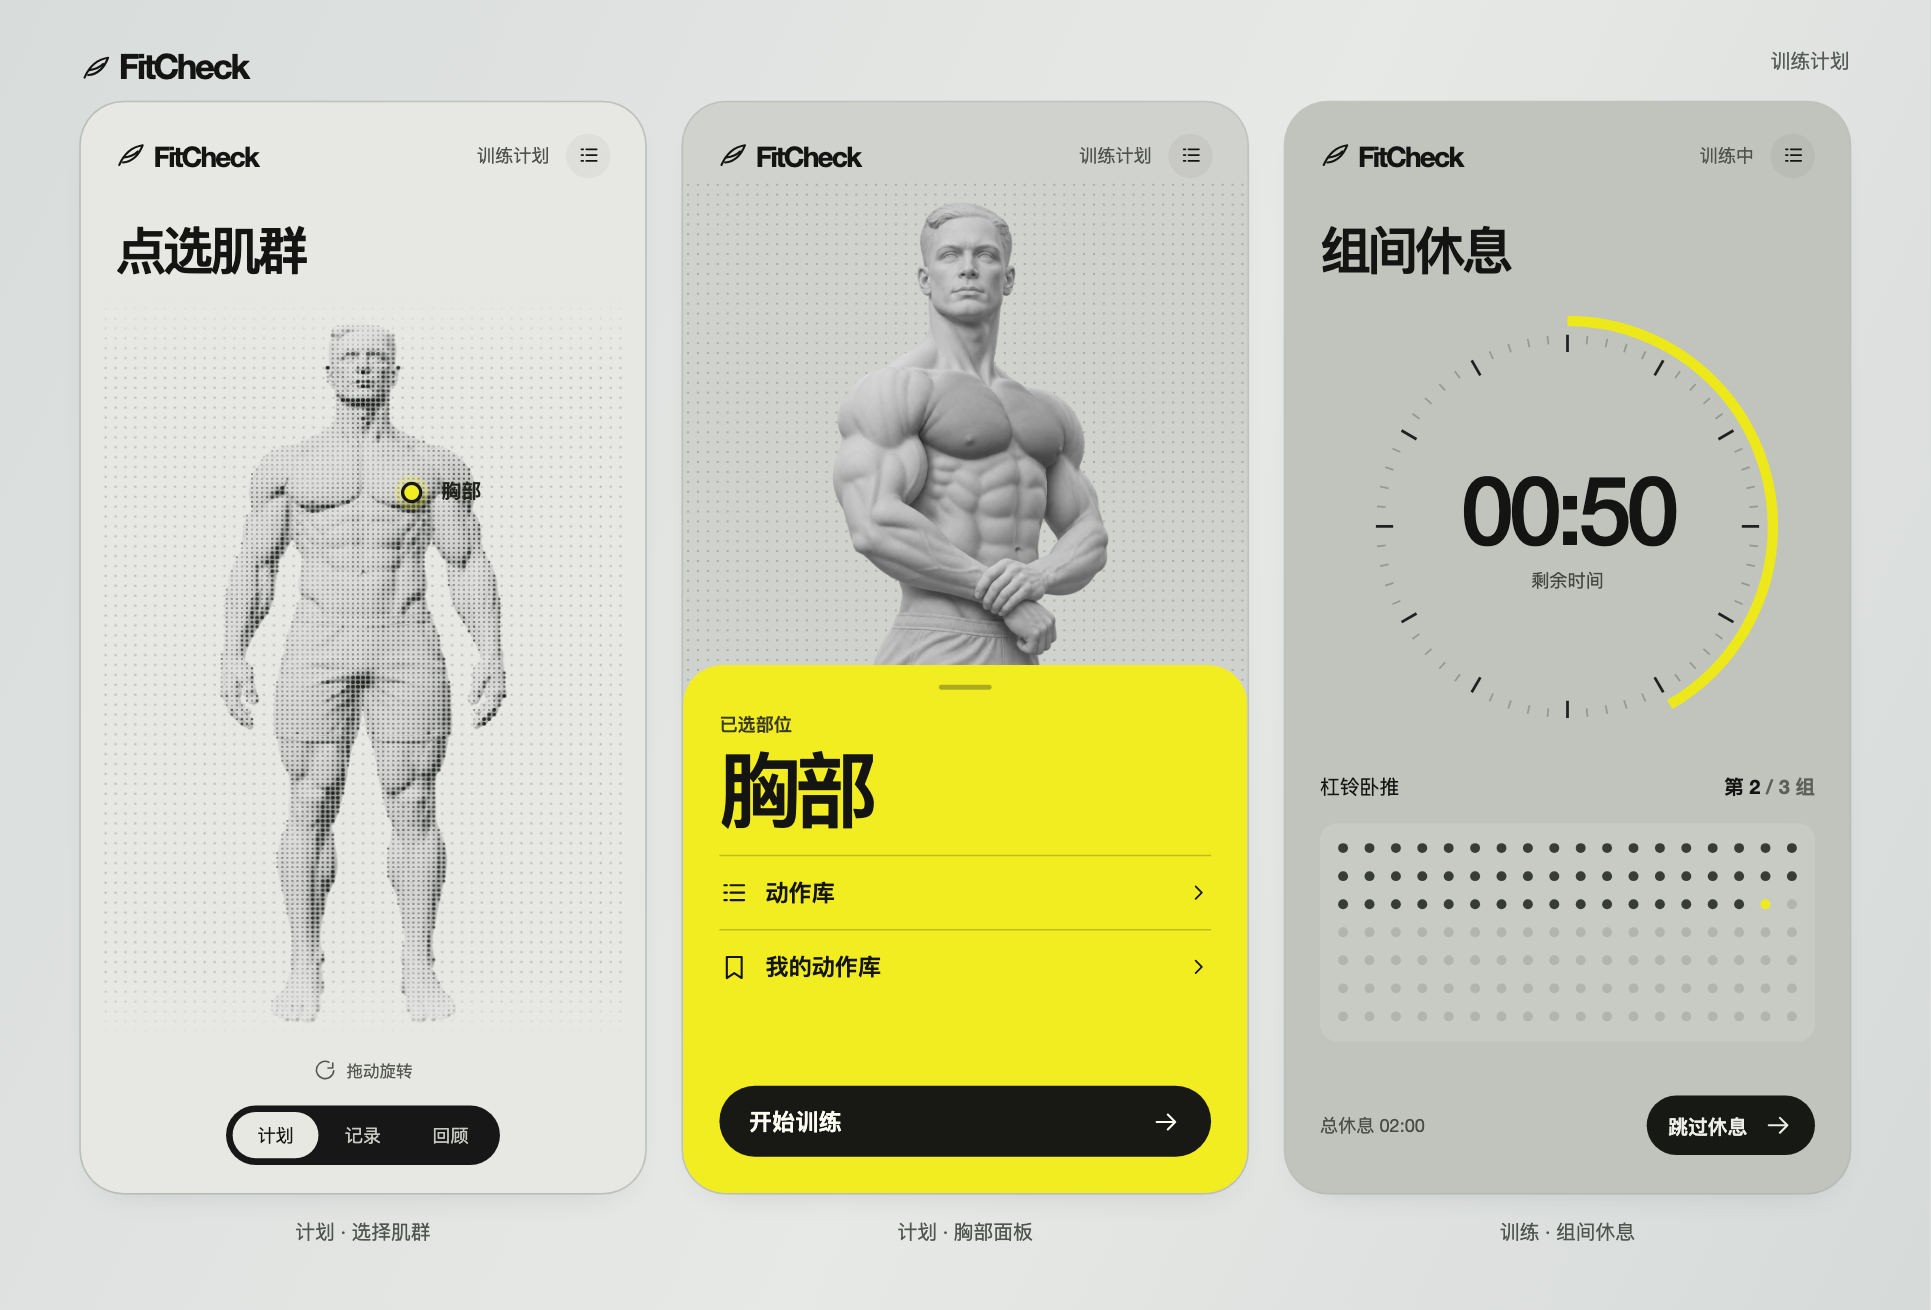 FitCheck
训练计划
FitCheck
训练计划
点选肌群
胸部
拖动旋转
计划
记录
回顾
计划 · 选择肌群
FitCheck
训练计划
已选部位
胸部
动作库
我的动作库
开始训练
计划 · 胸部面板
FitCheck
训练中
组间休息
00:50
剩余时间
杠铃卧推
第 2 / 3 组
总休息 02:00
跳过休息
训练 · 组间休息